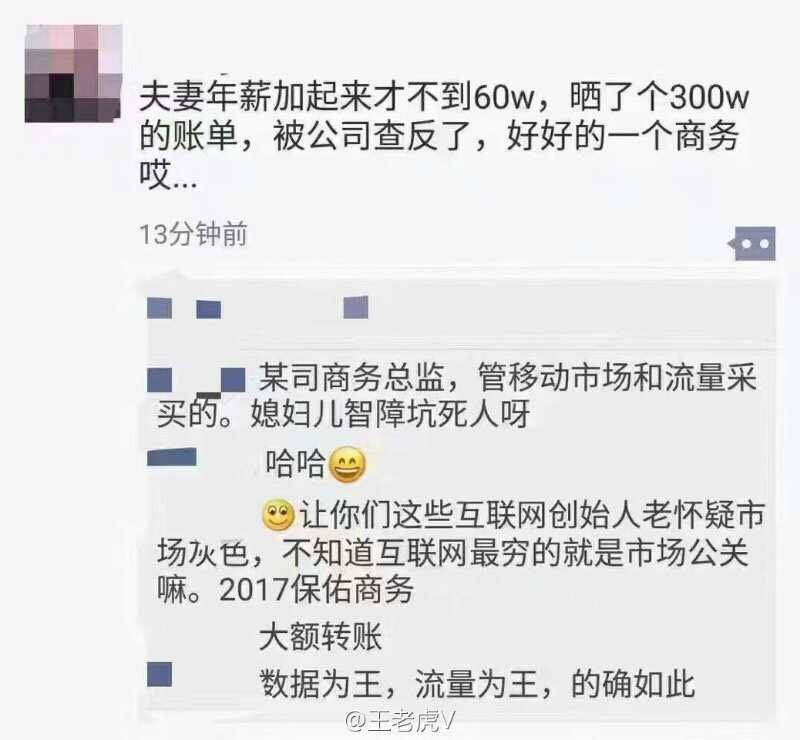 夫妻年薪加起来才不到60w，晒了个300w
的账单，被公司查反了，好好的一个商务
哎...
13分钟前
某司商务总监，管移动市场和流量采
买的。媳妇儿智障坑死人呀
哈哈😄
🙂让你们这些互联网创始人老怀疑市
场灰色，不知道互联网最穷的就是市场公关
嘛。2017保佑商务
大额转账
数据为王，流量为王，的确如此
@王老虎V